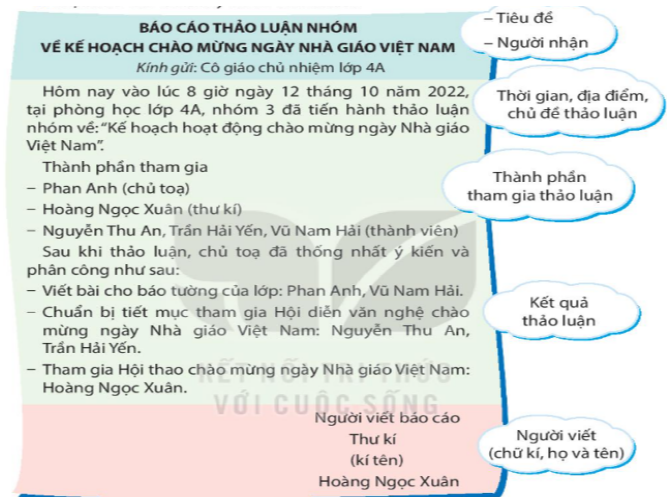 BÁO CÁO THẢO LUẬN NHÓM
VỀ KẾ HOẠCH CHÀO MỪNG NGÀY NHÀ GIÁO VIỆT NAM
Kính gửi: Cô giáo chủ nhiệm lớp 4A
– Tiêu đề
– Người nhận
Hôm nay vào lúc 8 giờ ngày 12 tháng 10 năm 2022,
tại phòng học lớp 4A, nhóm 3 đã tiến hành thảo luận
nhóm về: "Kế hoạch hoạt động chào mừng ngày Nhà giáo
Việt Nam".
Thời gian, địa điểm,
chủ đề thảo luận
Thành phần tham gia
– Phan Anh (chủ toạ)
– Hoàng Ngọc Xuân (thư kí)
– Nguyễn Thu An, Trần Hải Yến, Vũ Nam Hải (thành viên)
Thành phần
tham gia thảo luận
Sau khi thảo luận, chủ toạ đã thống nhất ý kiến và
phân công như sau:
– Viết bài cho báo tường của lớp: Phan Anh, Vũ Nam Hải.
– Chuẩn bị tiết mục tham gia Hội diễn văn nghệ chào
mừng ngày Nhà giáo Việt Nam: Nguyễn Thu An,
Trần Hải Yến.
– Tham gia Hội thao chào mừng ngày Nhà giáo Việt Nam:
Hoàng Ngọc Xuân.
Kết quả
thảo luận
KẾT NỐI TRI THỨC
VỚI CUỘC SỐNG
Người viết báo cáo
Thư kí
(kí tên)
Hoàng Ngọc Xuân
Người viết
(chữ kí, họ và tên)